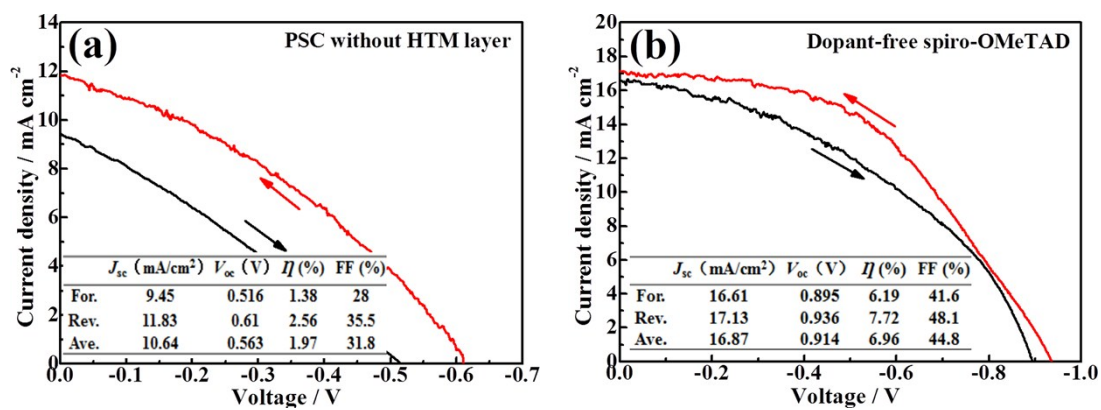 (a)
PSC without HTM layer
Current density / mA cm-2
14
12
10
8
6
4
2
0
Jsc (mA/cm2) Voc (V) η (%) FF (%)
For. 9.45 0.516 1.38 28
Rev. 11.83 0.61 2.56 35.5
Ave. 10.64 0.563 1.97 31.8
0.0 -0.1 -0.2 -0.3 -0.4 -0.5 -0.6 -0.7
Voltage / V
(b)
Dopant-free spiro-OMeTAD
Current density / mA cm-2
20
18
16
14
12
10
8
6
4
2
0
Jsc (mA/cm2) Voc (V) η (%) FF (%)
For. 16.61 0.895 6.19 41.6
Rev. 17.13 0.936 7.72 48.1
Ave. 16.87 0.914 6.96 44.8
0.0 -0.2 -0.4 -0.6 -0.8 -1.0
Voltage / V